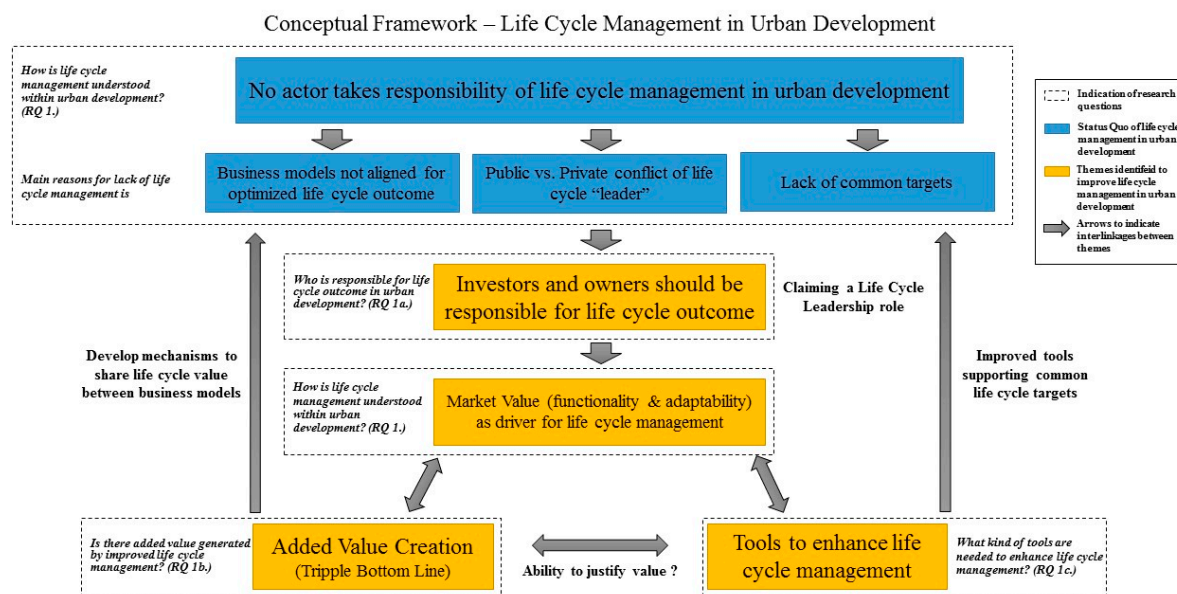 Conceptual Framework – Life Cycle Management in Urban Development
How is life cycle
management understood
within urban development?
(RQ 1.)
No actor takes responsibility of life cycle management in urban development
Main reasons for lack of life
cycle management is
Business models not aligned for
optimized life cycle outcome
Public vs. Private conflict of life
cycle “leader”
Lack of common targets
Indication of research
questions
Status Quo of life cycle
management in urban
development
Themes identifeid to
improve life cycle
management in urban
development
Arrows to indicate
interlinkages between
themes
Who is responsible for life
cycle outcome in urban
development? (RQ 1a.)
Investors and owners should be
responsible for life cycle outcome
Claiming a Life Cycle
Leadership role
Develop mechanisms to
share life cycle value
between business models
How is life cycle
management understood
within urban
development? (RQ 1.)
Market Value (functionality & adaptability)
as driver for life cycle management
Improved tools
supporting common
life cycle targets
Is there added value generated
by improved life cycle
management? (RQ 1b.)
Added Value Creation
(Tripple Bottom Line)
Ability to justify value ?
Tools to enhance life
cycle management
What kind of tools are
needed to enhance life cycle
management? (RQ 1c.)